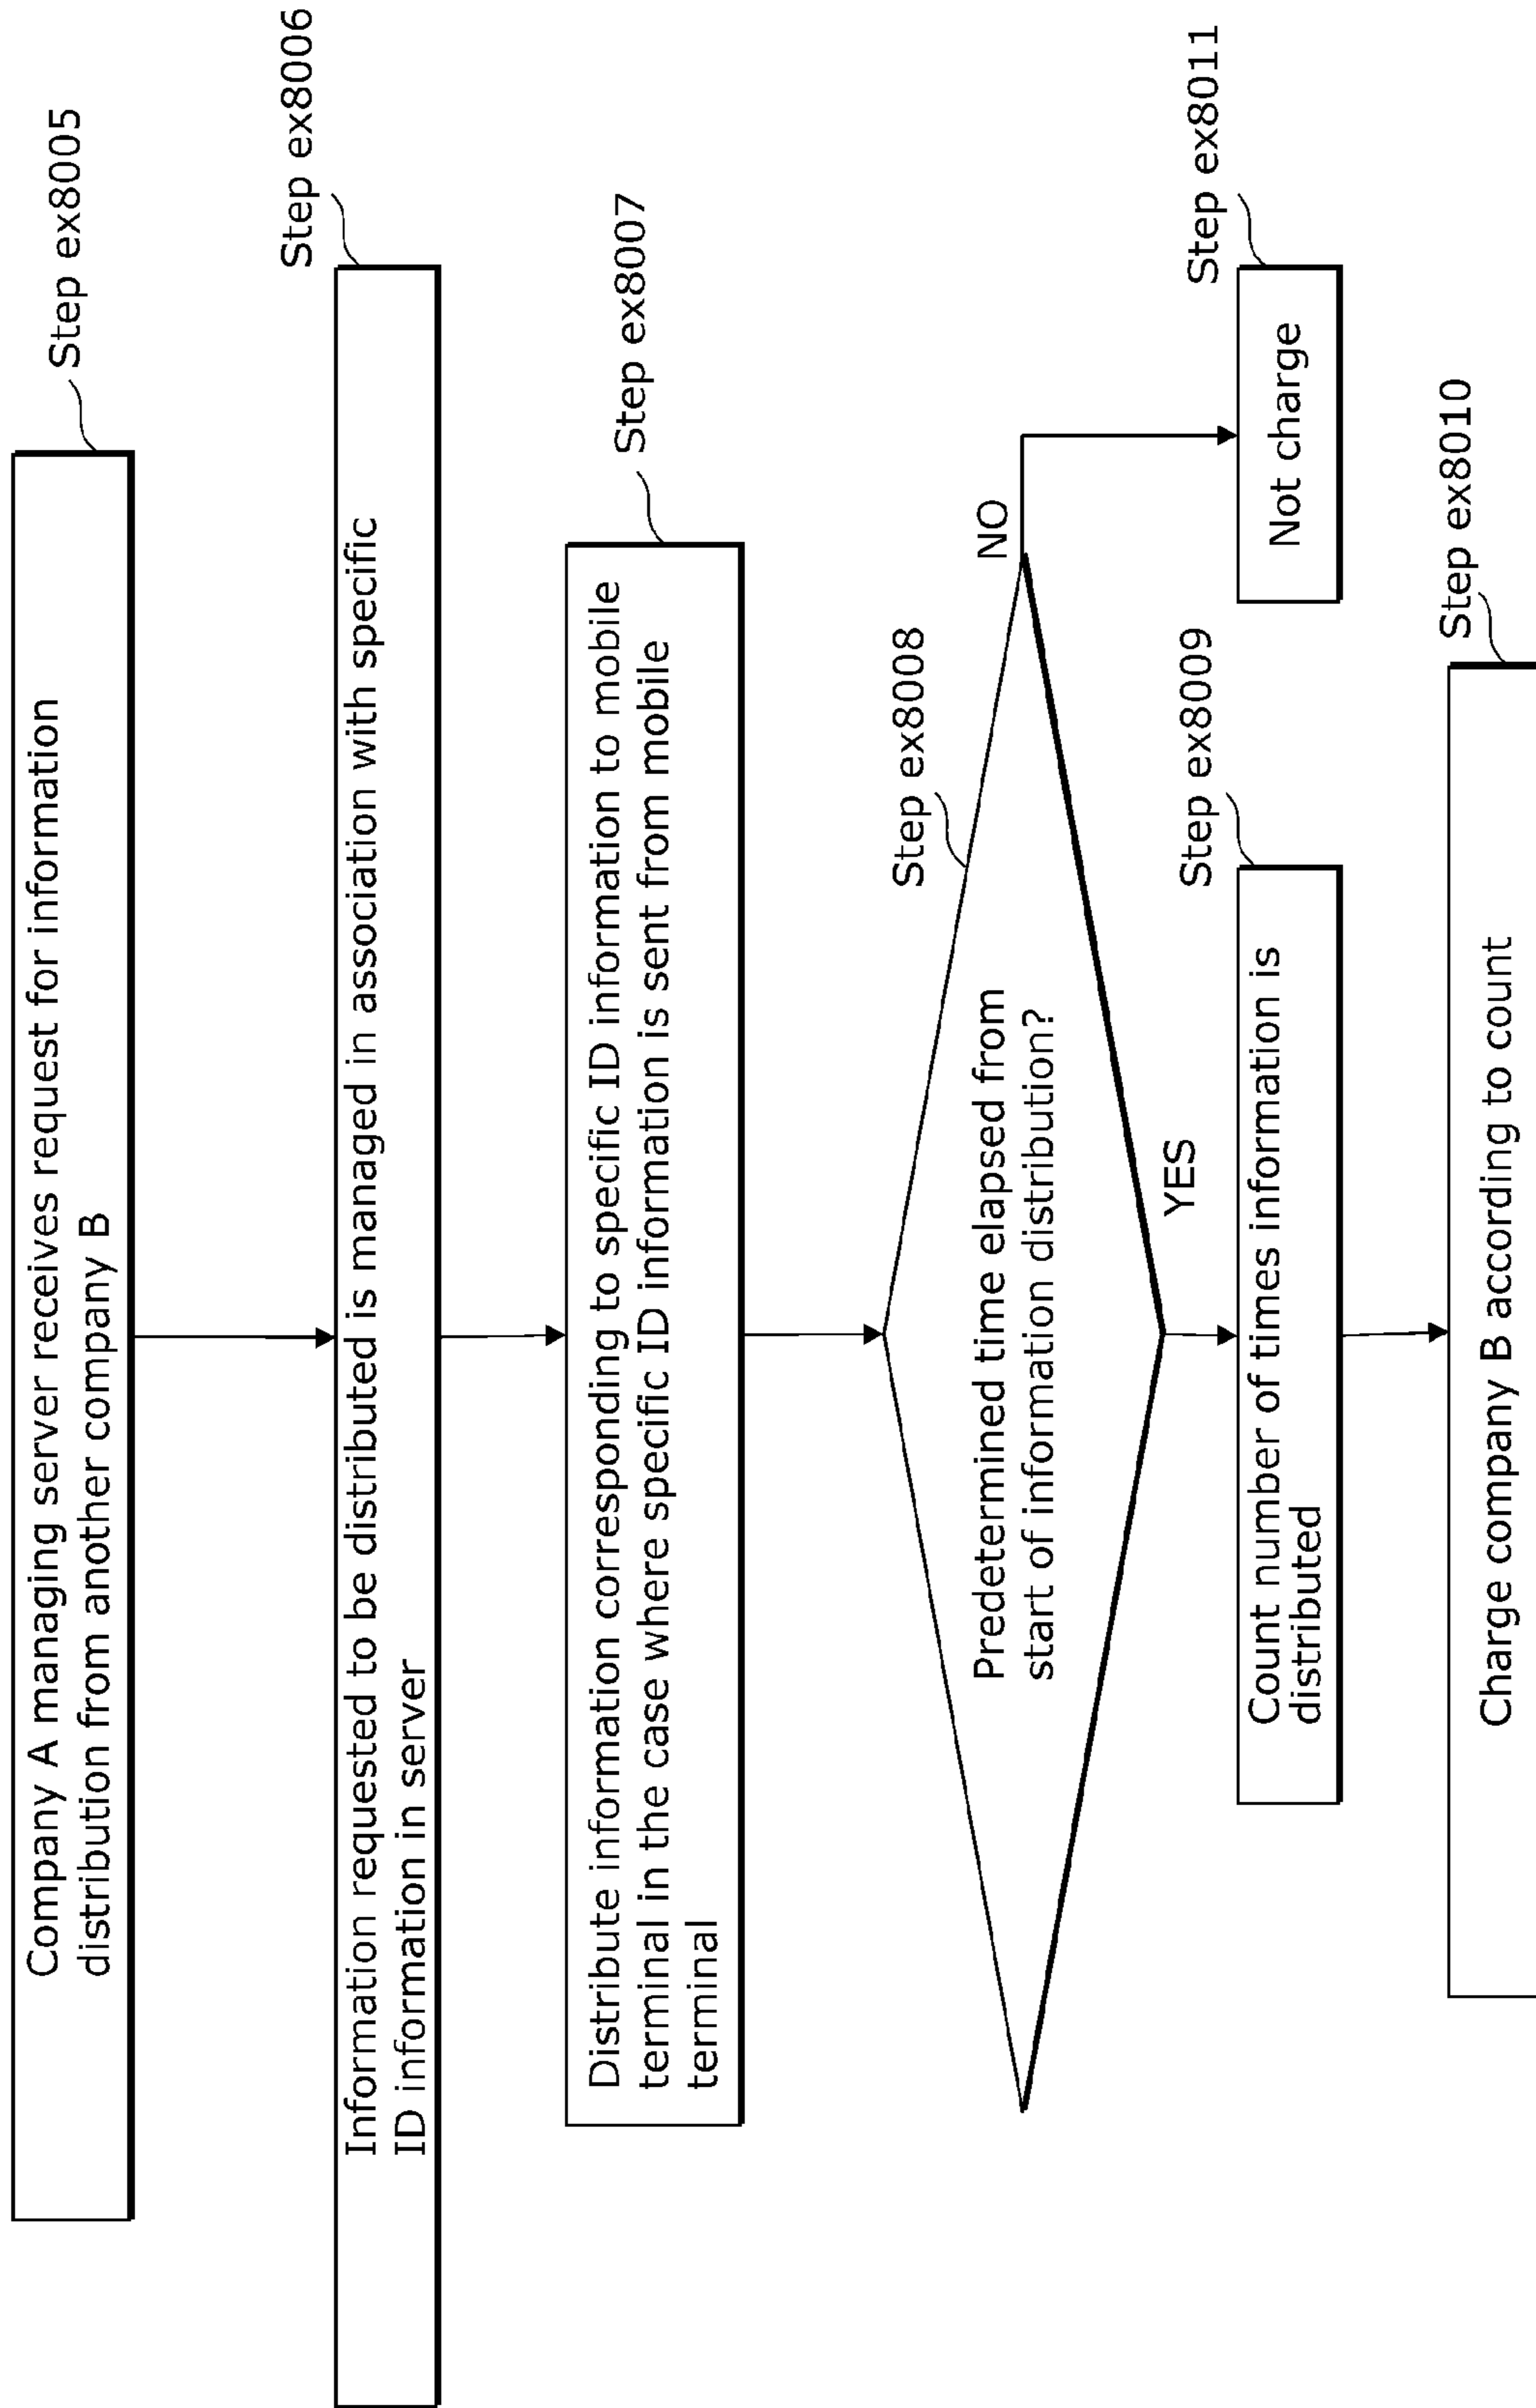 Step ex8005
Company A managing server receives request for information
distribution from another company B
Step ex8006
Information requested to be distributed is managed in association with specific
ID information in server
Step ex8007
Distribute information corresponding to specific ID information to mobile
terminal in the case where specific ID information is sent from mobile
terminal
Step ex8008
Predetermined time elapsed from
start of information distribution?
NO
YES
Step ex8009
Count number of times information is
distributed
Step ex8011
Not charge
Step ex8010
Charge company B according to count